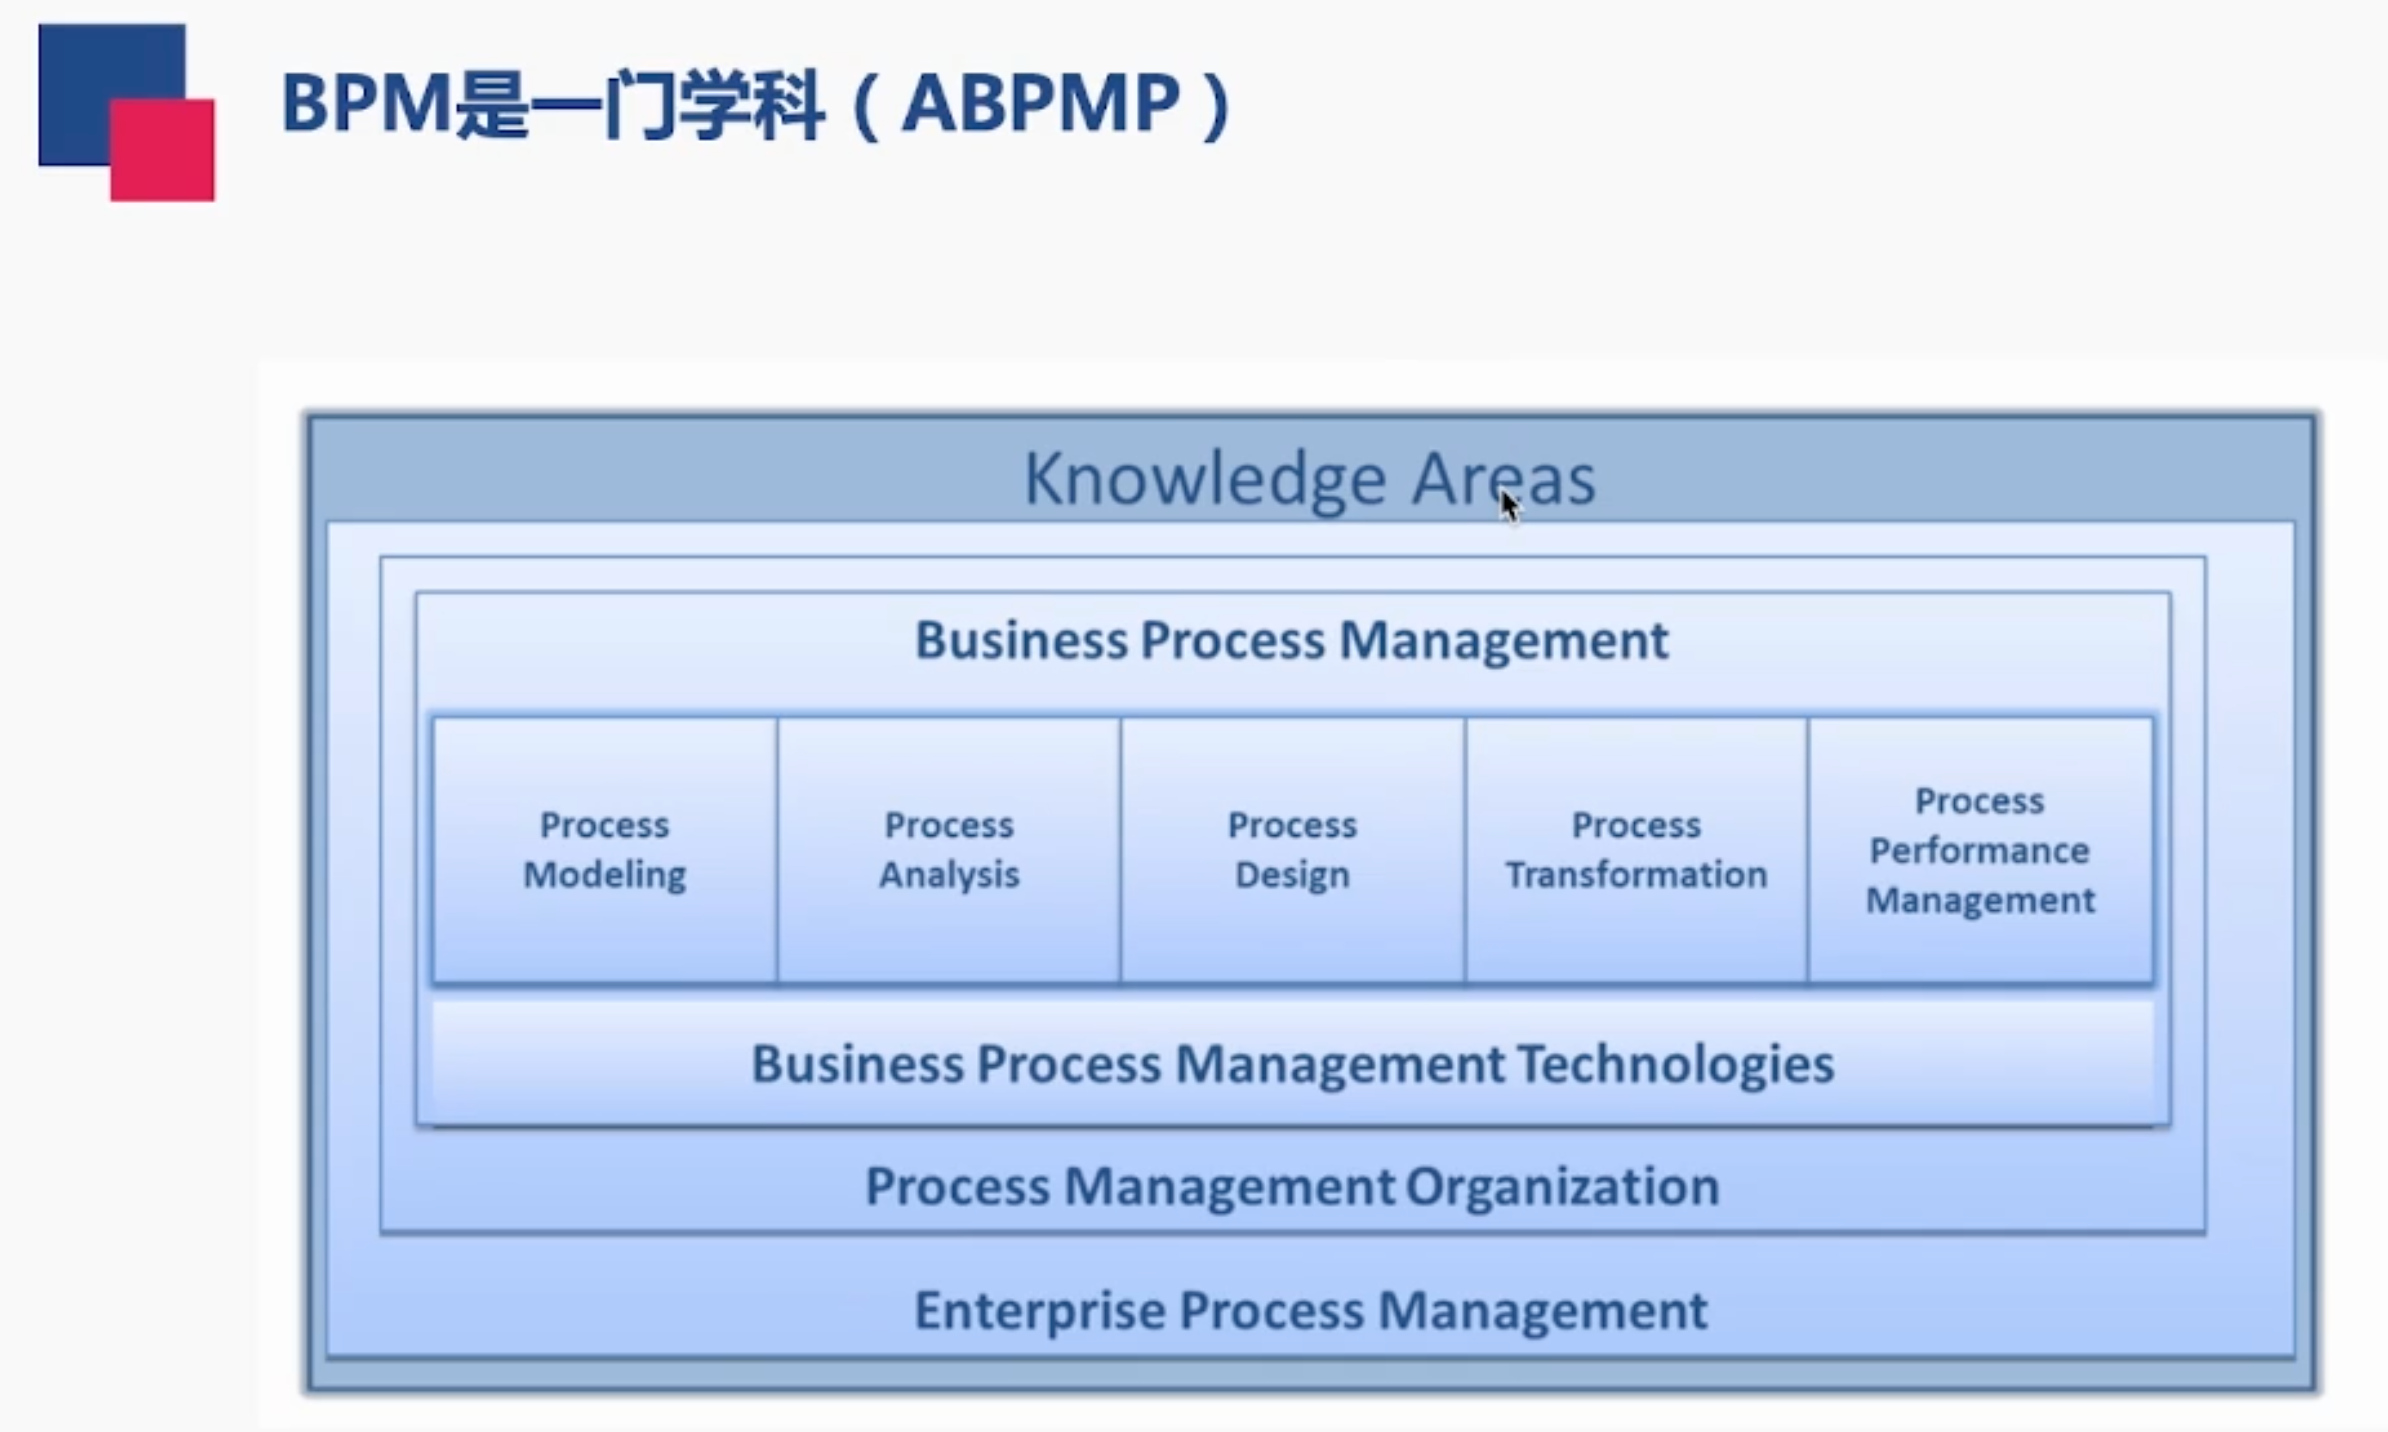 BPM是一门学科（ABPMP）
Knowledge Areas
Business Process Management
Process
Modeling
Process
Analysis
Process
Design
Process
Transformation
Process
Performance
Management
Business Process Management Technologies
Process Management Organization
Enterprise Process Management